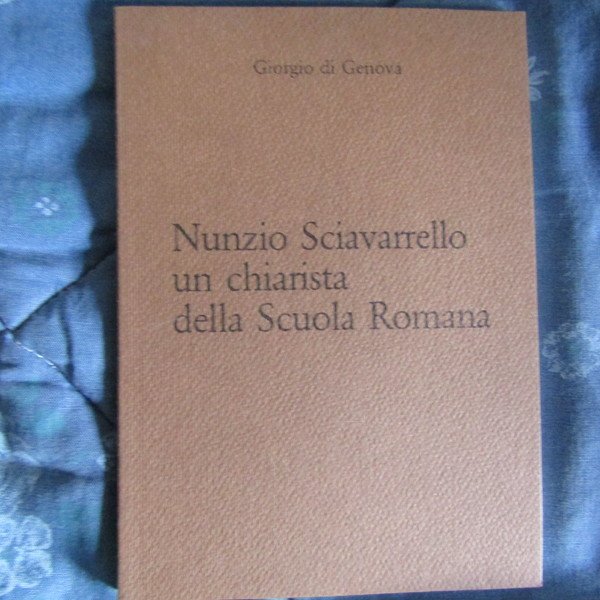 Giorgio di Genova
Nunzio Sciavarrello
un chiarista
della Scuola Romana